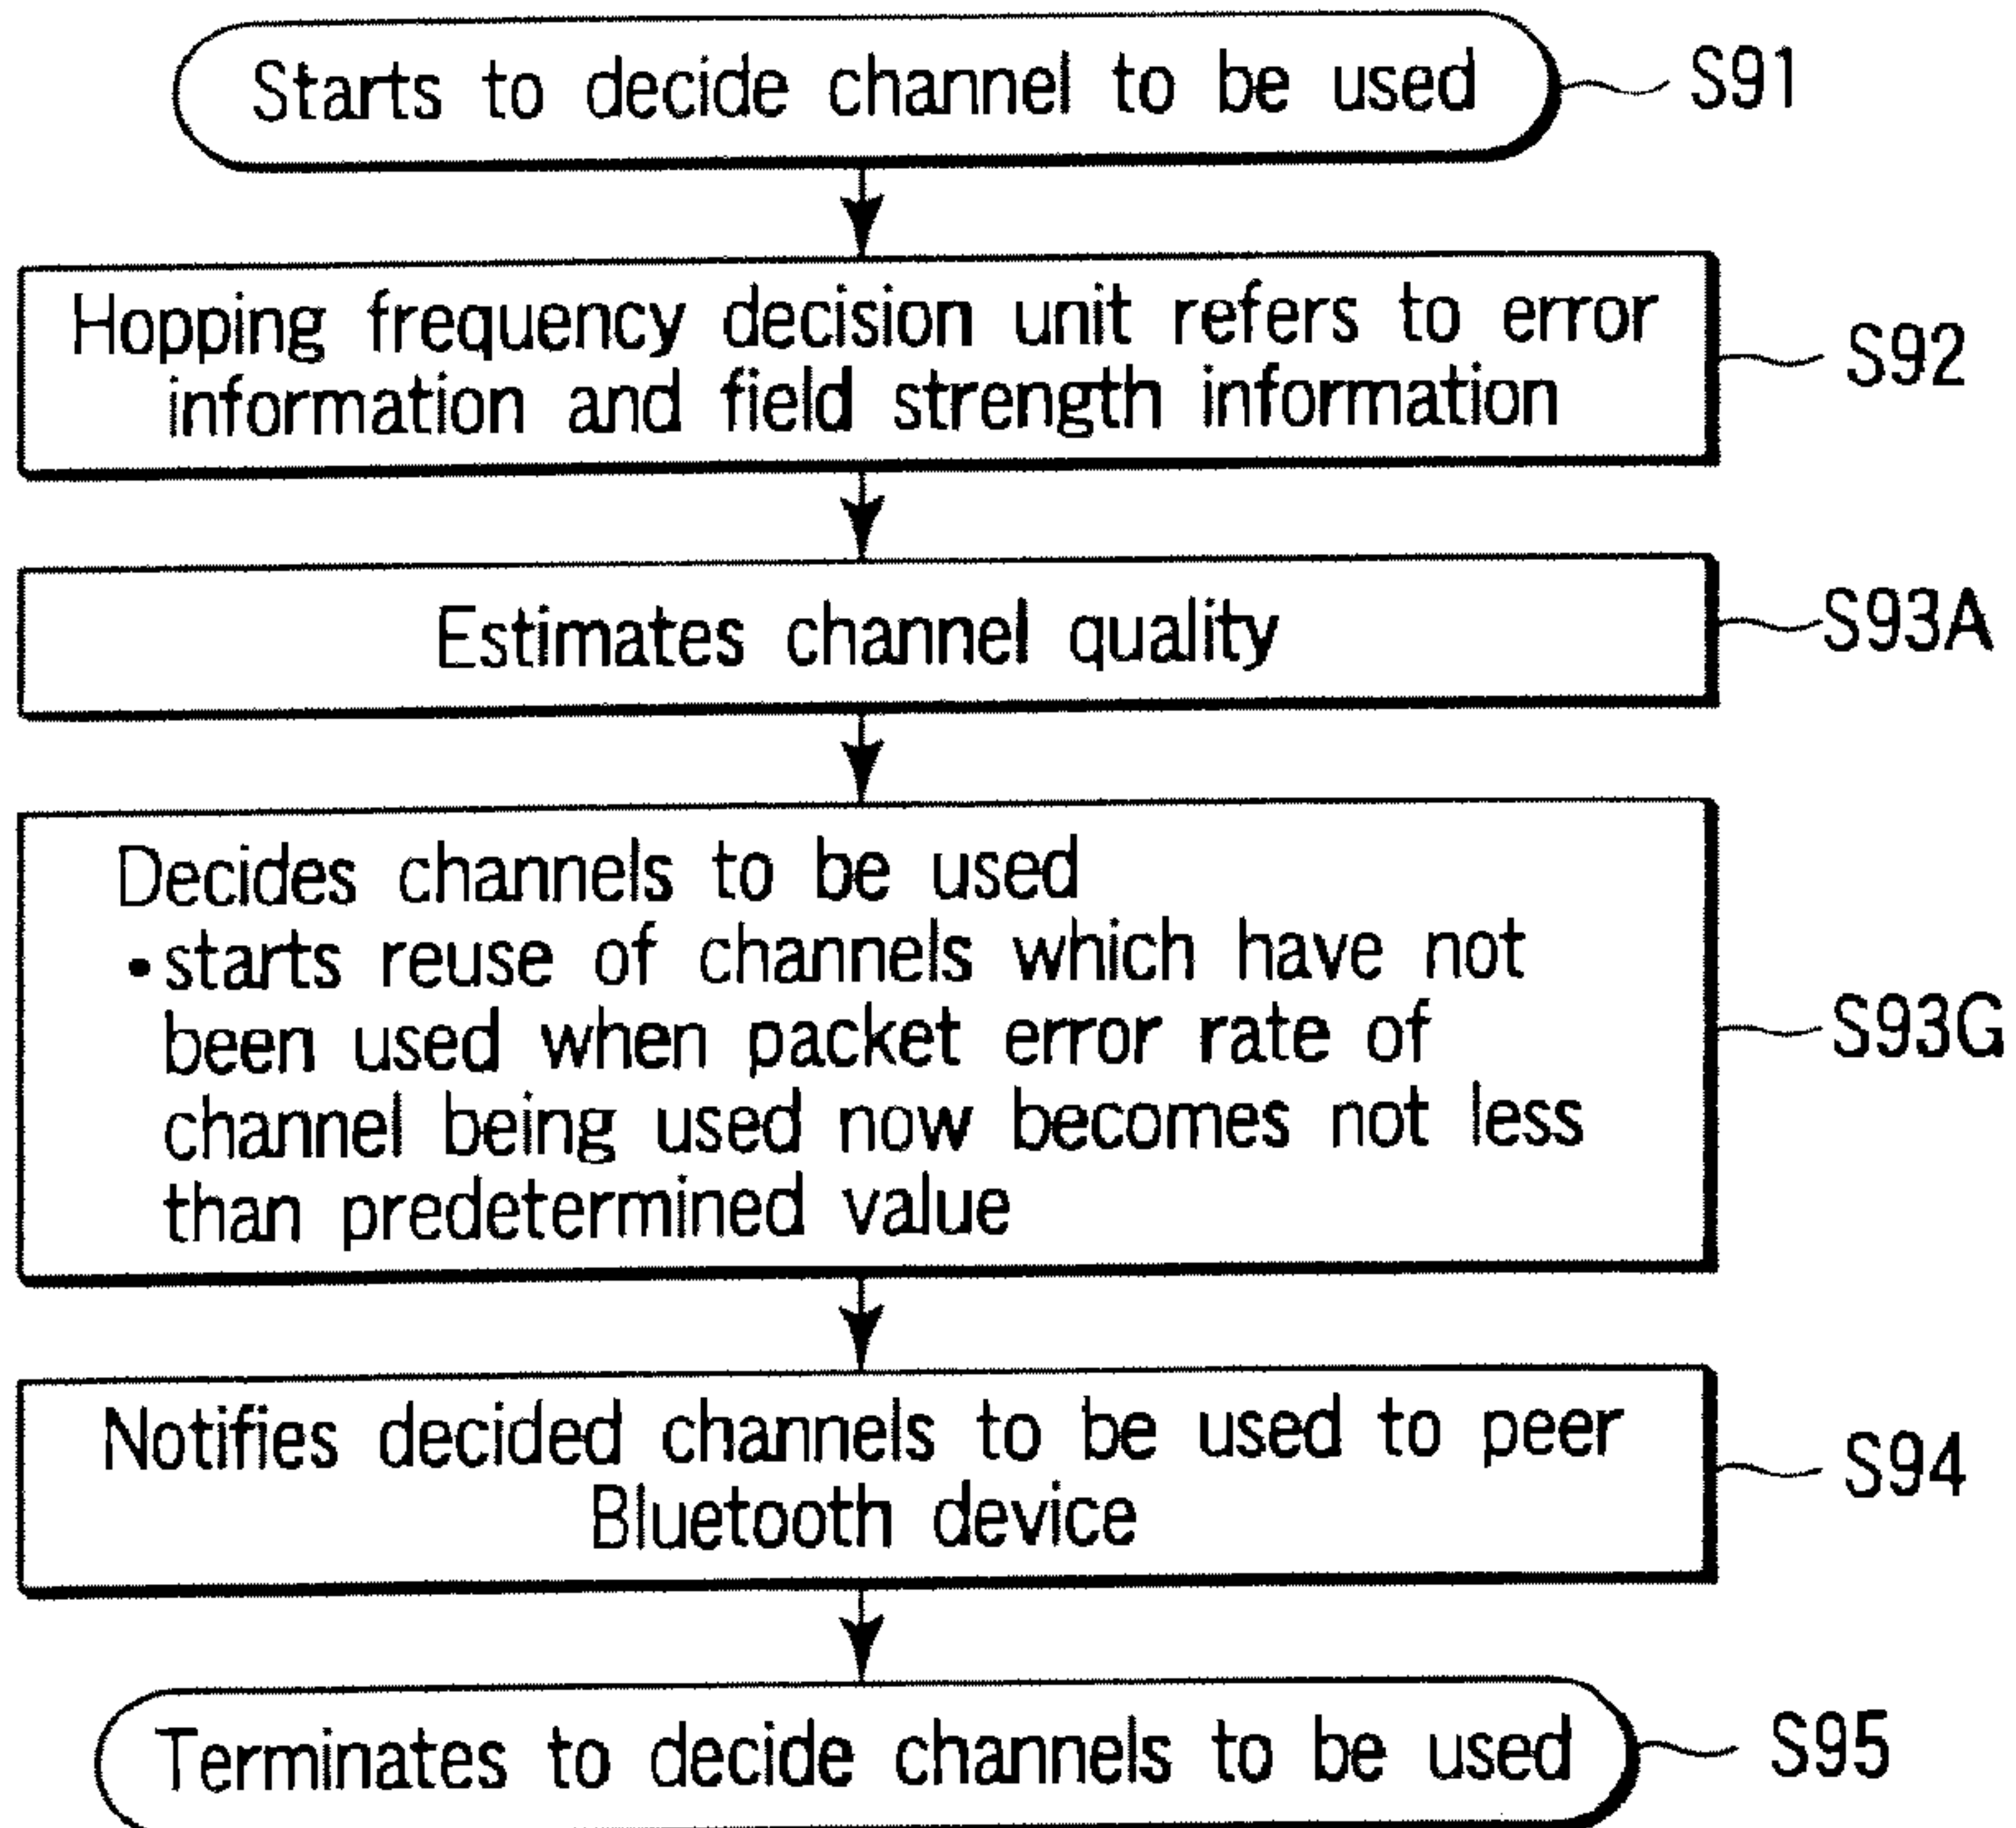 Starts to decide channel to be used
S91
Hopping frequency decision unit refers to error
information and field strength information
S92
Estimates channel quality
S93A
Decides channels to be used
•starts reuse of channels which have not
been used when packet error rate of
channel being used now becomes not less
than predetermined value
S93G
Notifies decided channels to be used to peer
Bluetooth device
S94
Terminates to decide channels to be used
S95